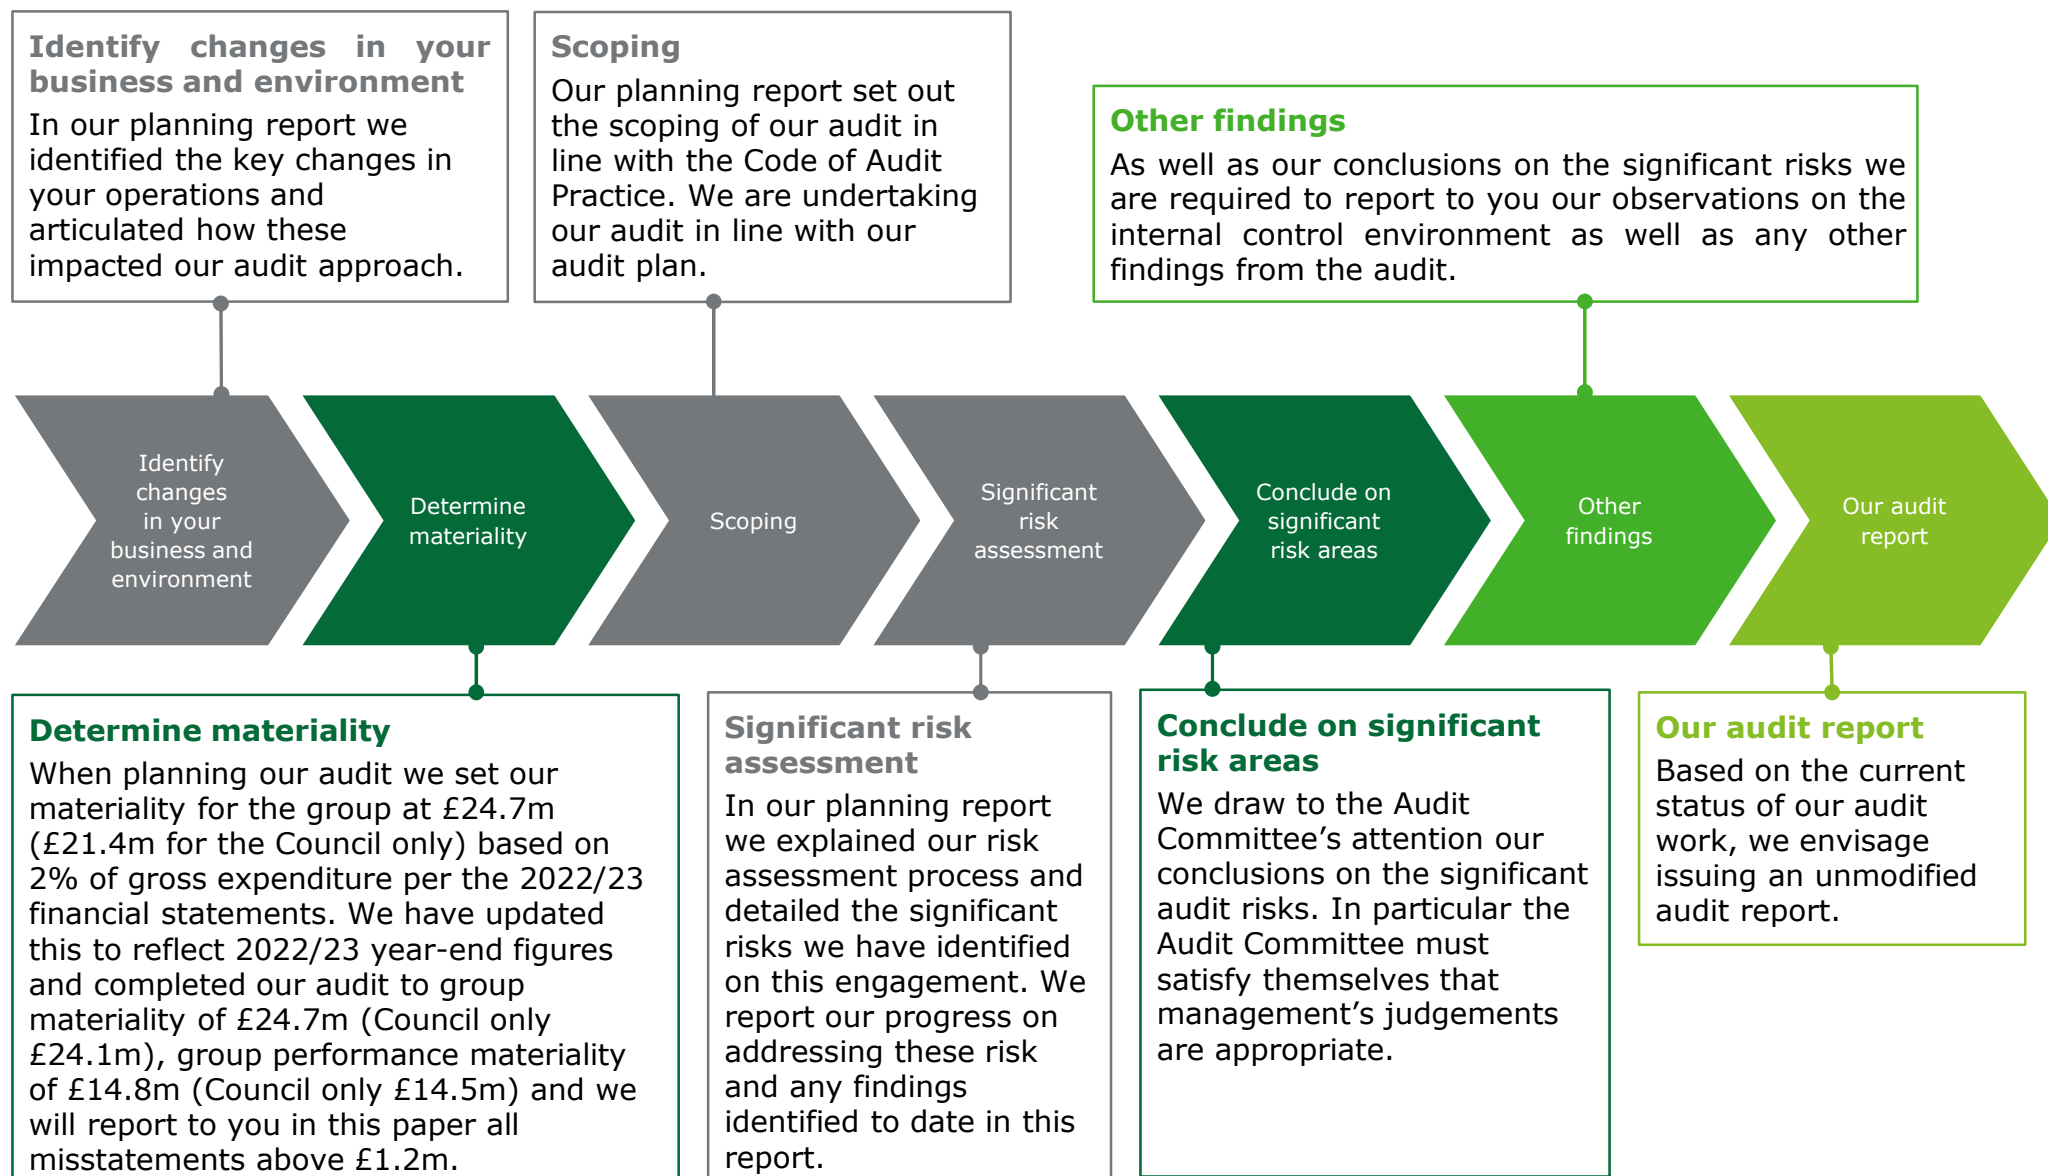 Identify changes in your
business and environment
In our planning report we
identified the key changes in
your operations and
articulated how these
impacted our audit approach.
Scoping
Our planning report set out
the scoping of our audit in
line with the Code of Audit
Practice. We are undertaking
our audit in line with our
audit plan.
Other findings
As well as our conclusions on the significant risks we
are required to report to you our observations on the
internal control environment as well as any other
findings from the audit.
Identify
changes
in your
business and
environment
Determine
materiality
Scoping
Significant
risk
assessment
Conclude on
significant
risk areas
Other
findings
Our audit
report
Determine materiality
When planning our audit we set our
materiality for the group at £24.7m
(£21.4m for the Council only) based on
2% of gross expenditure per the 2022/23
financial statements. We have updated
this to reflect 2022/23 year-end figures
and completed our audit to group
materiality of £24.7m (Council only
£24.1m), group performance materiality
of £14.8m (Council only £14.5m) and we
will report to you in this paper all
misstatements above £1.2m.
Significant risk
assessment
In our planning report
we explained our risk
assessment process and
detailed the significant
risks we have identified
on this engagement. We
report our progress on
addressing these risk
and any findings
identified to date in this
report.
Conclude on significant
risk areas
We draw to the Audit
Committee’s attention our
conclusions on the significant
audit risks. In particular the
Audit Committee must
satisfy themselves that
management’s judgements
are appropriate.
Our audit report
Based on the current
status of our audit
work, we envisage
issuing an unmodified
audit report.